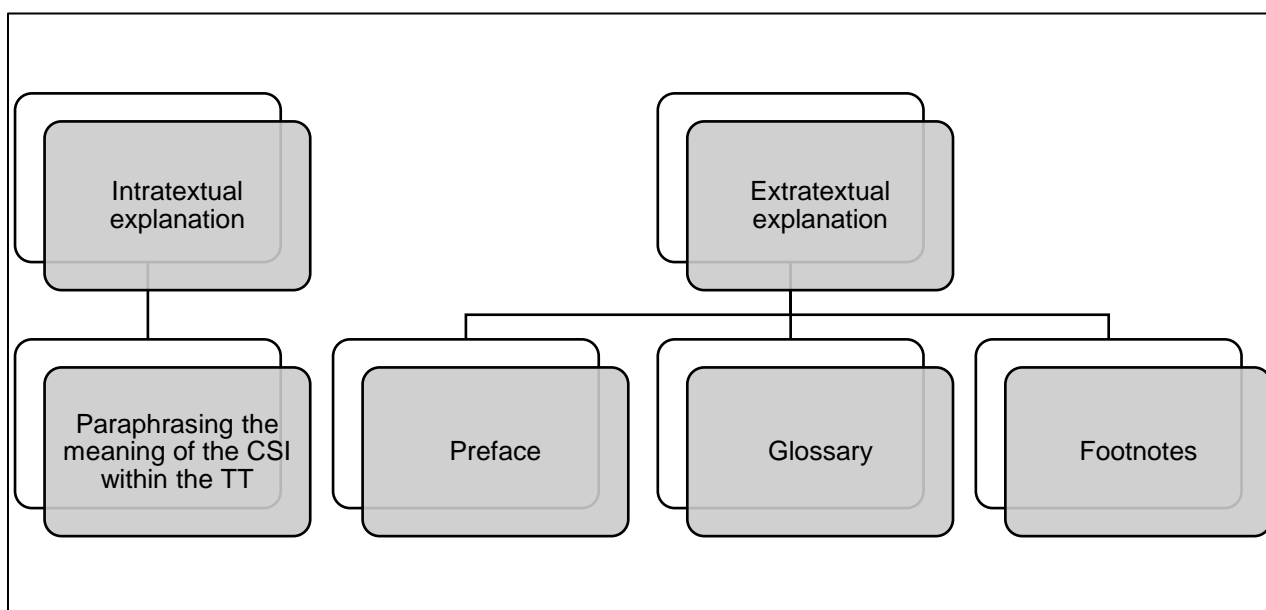 Intratextual
explanation
Extratextual
explanation
Paraphrasing the
meaning of the CSI
within the TT
Preface
Glossary
Footnotes